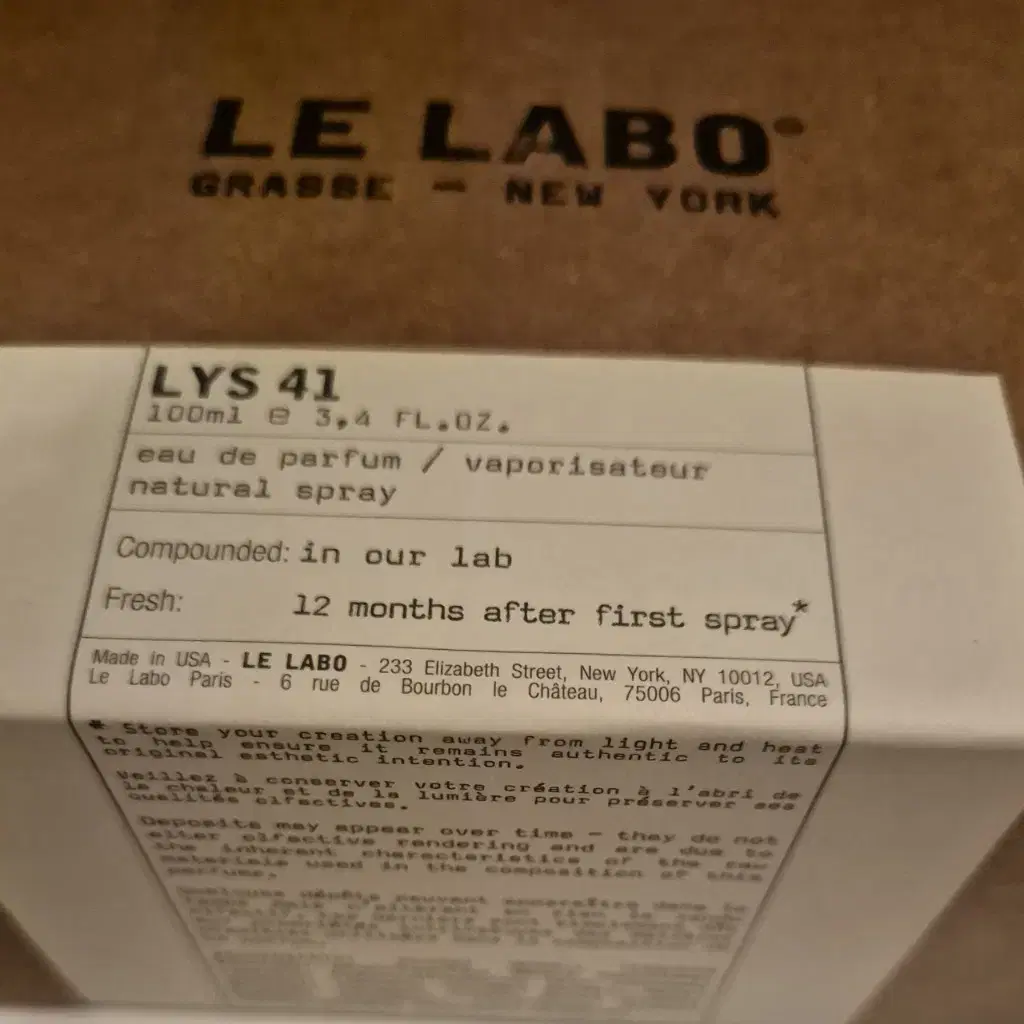 LE LABO
GRASSE - NEW YORK
LYS 41
100ml e 3,4 FL.OZ.
eau de parfum / vaporisateur
natural spray
Compounded: in our lab
Fresh: 12 months after first spray*
Made in USA - LE LABO - 233 Elizabeth Street, New York, NY 10012, USA
Le Labo Paris - 6 rue de Bourbon le Château, 75006 Paris, France
* Store your creation away from light and heat
to help ensure it remains authentic to its
original esthetic intention.
Veillez à conserver votre création à l'abri de
la chaleur et de la lumière pour préserver ses
qualités olfactives.
Deposits may appear over time - they do not
alter olfactive rendering and are due to
the inherent characteristics of the raw
materials used in the composition of this
perfume.
Quelques dépôts peuvent apparaître dans le